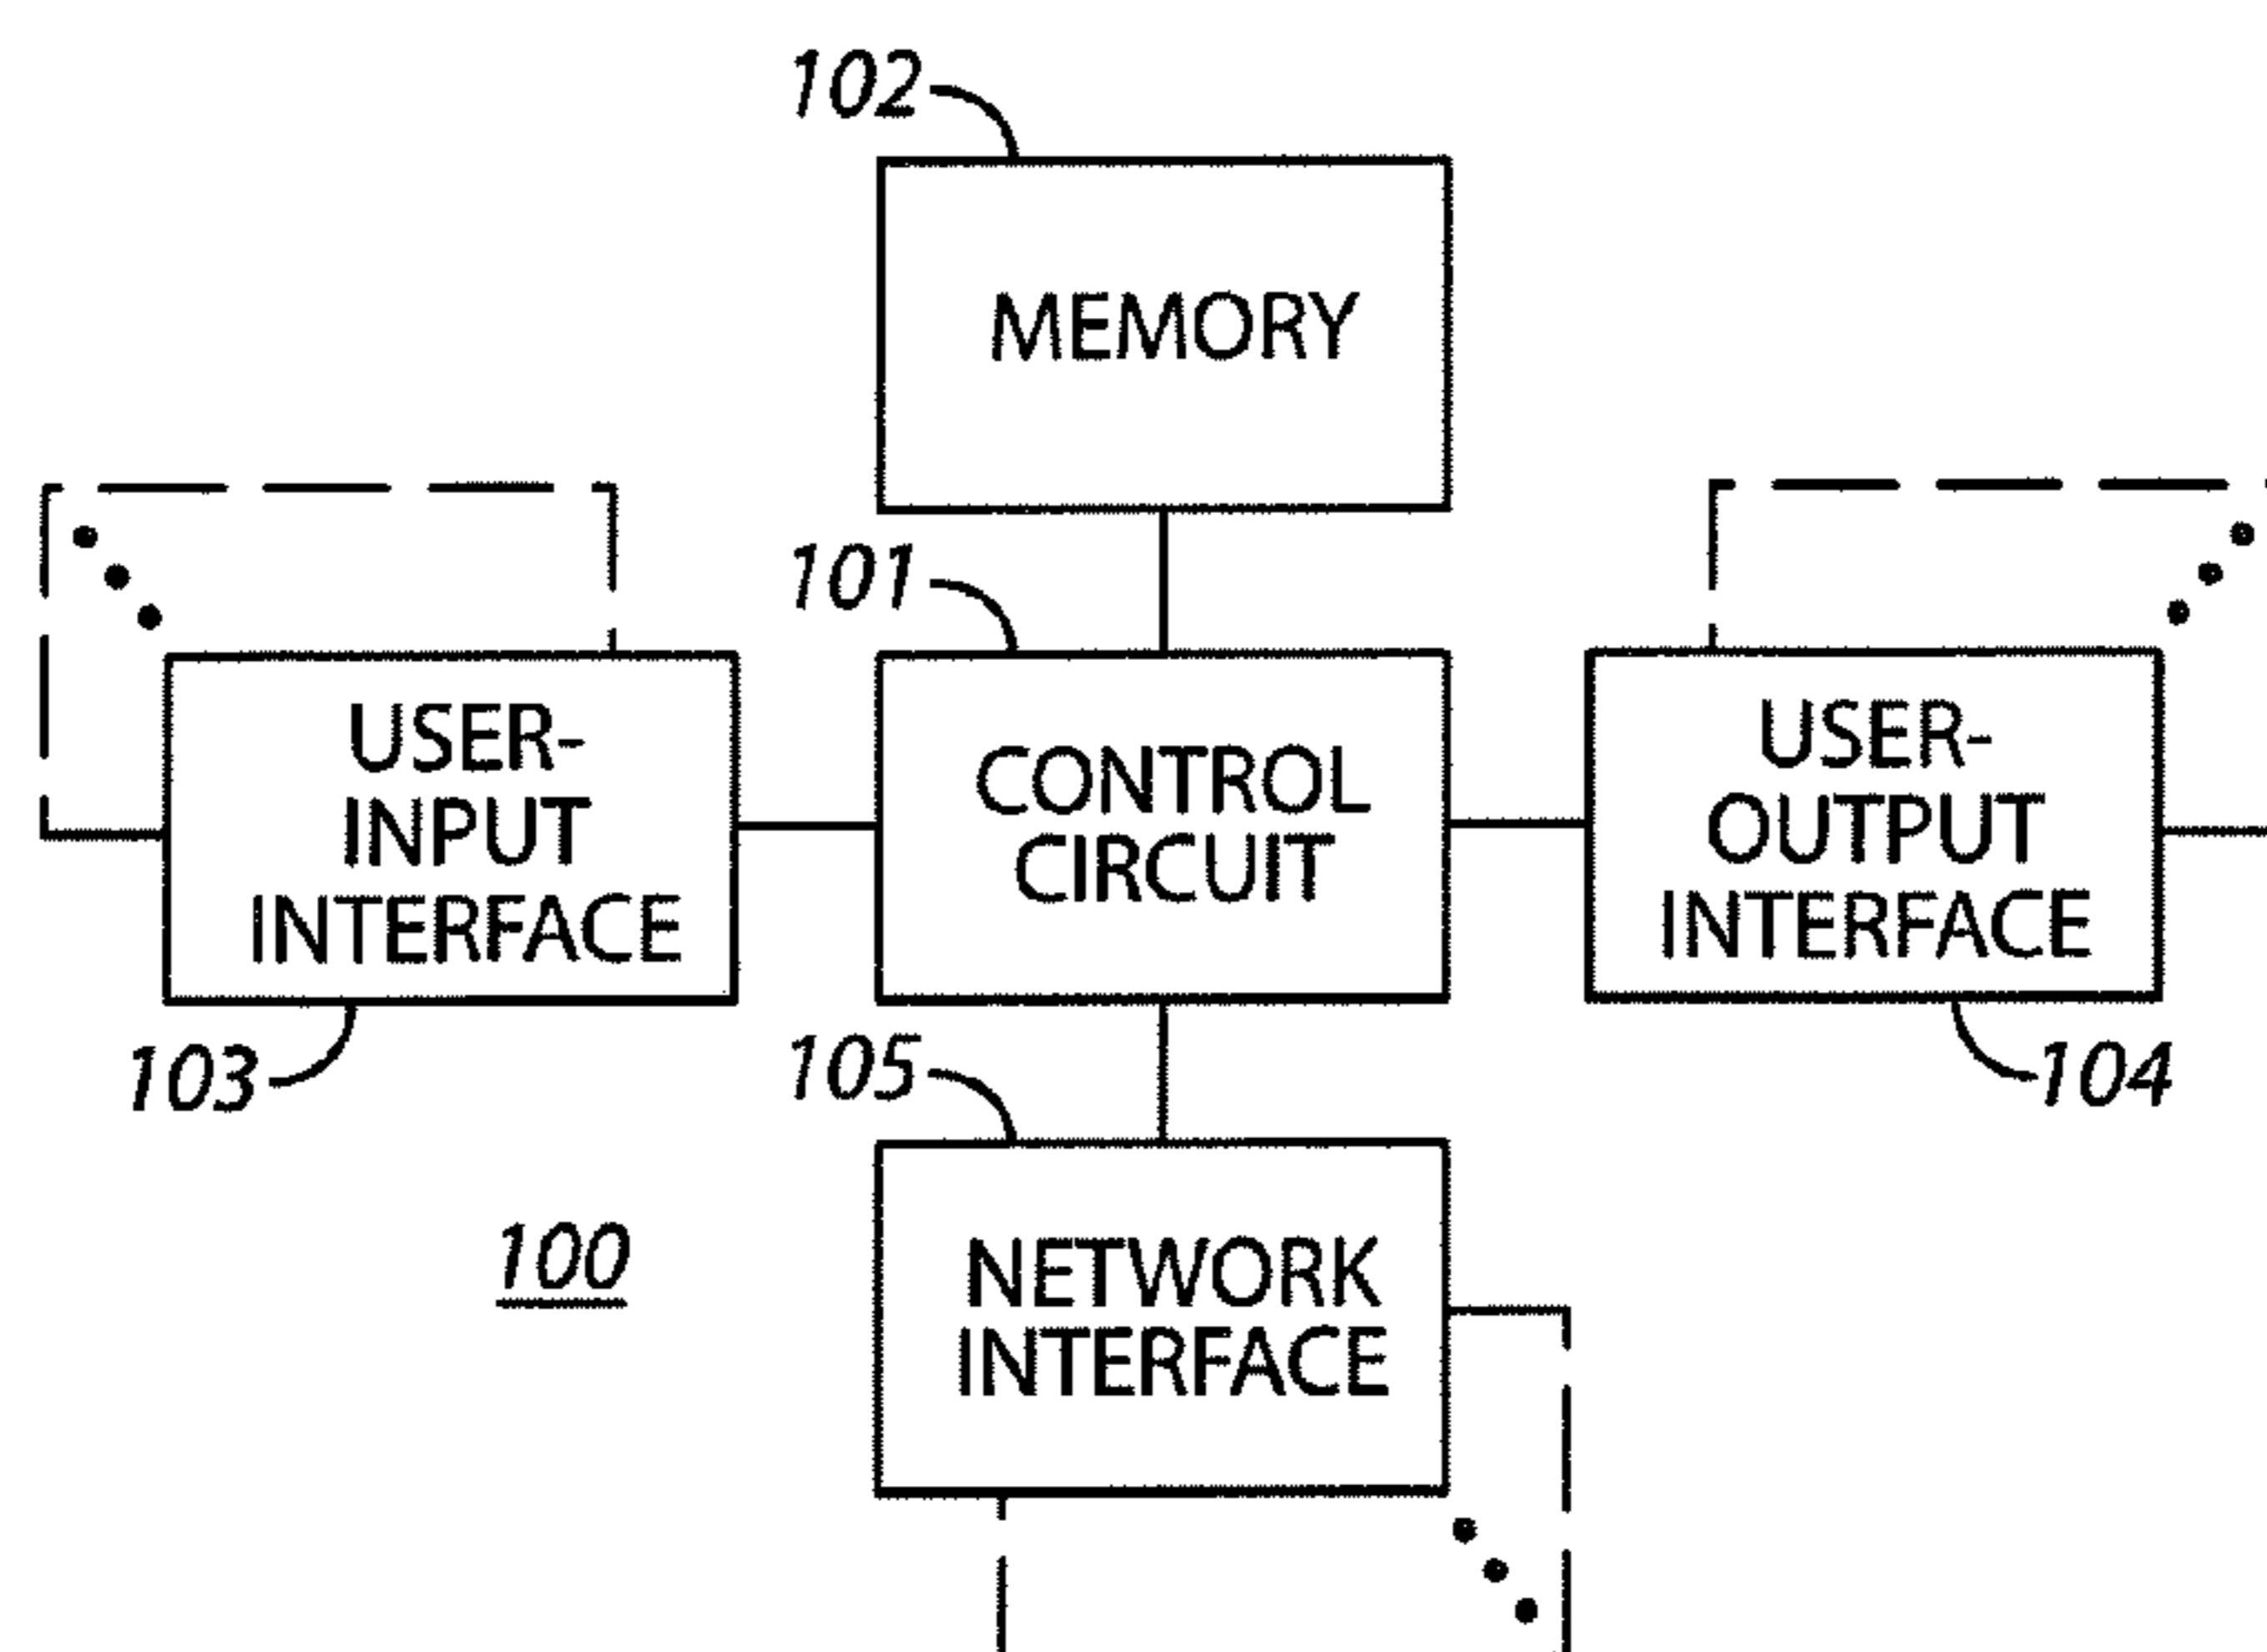 102
MEMORY
101
USER-
INPUT
INTERFACE
CONTROL
CIRCUIT
USER-
OUTPUT
INTERFACE
103
105
104
100
NETWORK
INTERFACE